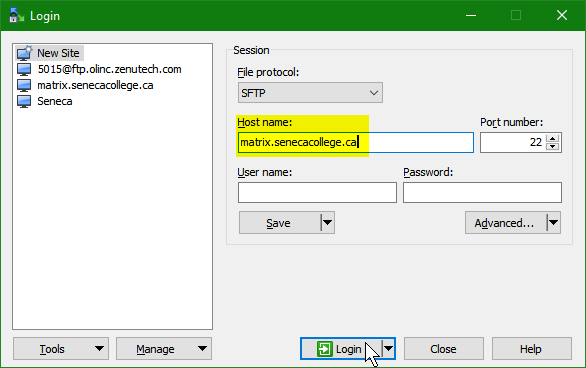 Login
New Site
5015@ftp.olinc.zenutech.com
matrix.senecacollege.ca
Seneca
Session
File protocol:
SFTP
Host name:
Port number:
matrix.senecacollege.ca
22
User name:
Password:
Save
Advanced...
Tools
Manage
Login
Close
Help